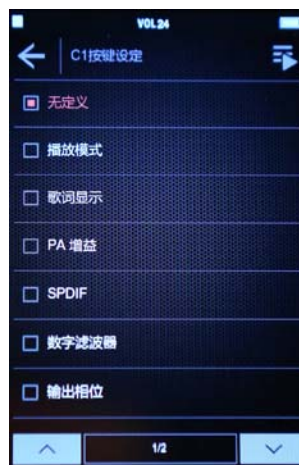 VOL 24
C1按键设定
无定义
播放模式
歌词显示
PA 增益
SPDIF
数字滤波器
输出相位
1/2